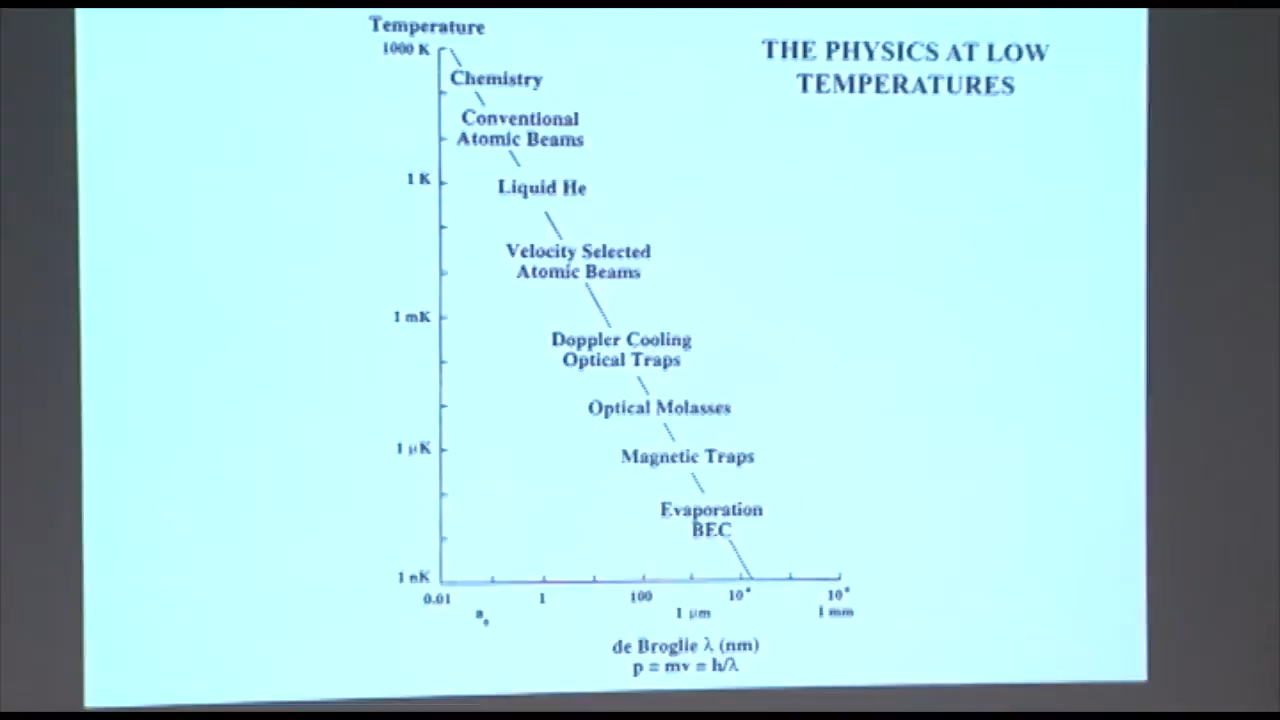 Temperature
THE PHYSICS AT LOW
TEMPERATURES
1000 K
Chemistry
Conventional
Atomic Beams
1 K
Liquid He
Velocity Selected
Atomic Beams
1 mK
Doppler Cooling
Optical Traps
Optical Molasses
1 μK
Magnetic Traps
Evaporation
BEC
1 nK
0.01
1
100
a₀
1 μm
1 mm
de Broglie λ (nm)
p = mv = h/λ